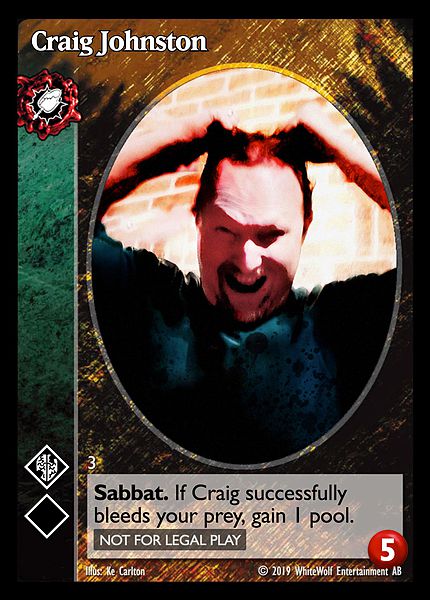 Craig Johnston
3
Sabbat. If Craig successfully
bleeds your prey, gain 1 pool.
NOT FOR LEGAL PLAY
5
Illus: Ke Carlton
© 2019 WhiteWolf Entertainment AB